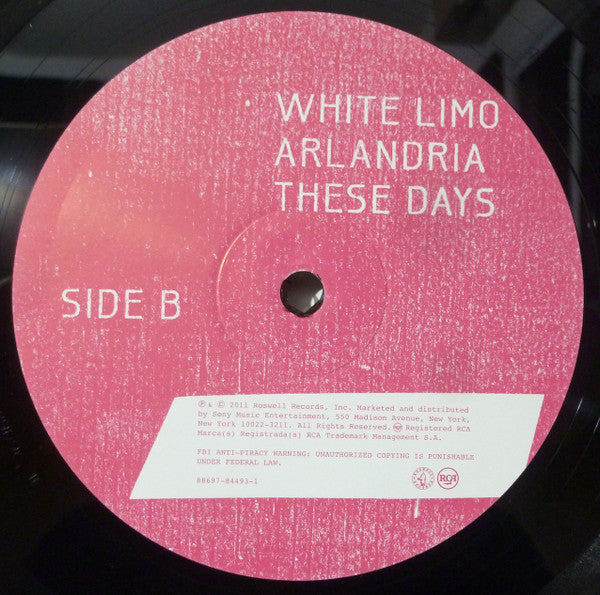 WHITE LIMO
ARLANDRIA
THESE DAYS
SIDE B
℗ & © 2011 Roswell Records, Inc. Marketed and distributed
by Sony Music Entertainment, 550 Madison Avenue, New York,
New York 10022-3211. All Rights Reserved. RCA Registered RCA
Marca(s) Registrada(s) RCA Trademark Management S.A.
FBI ANTI-PIRACY WARNING: UNAUTHORIZED COPYING IS PUNISHABLE
UNDER FEDERAL LAW.
88697-84493-1
RCA